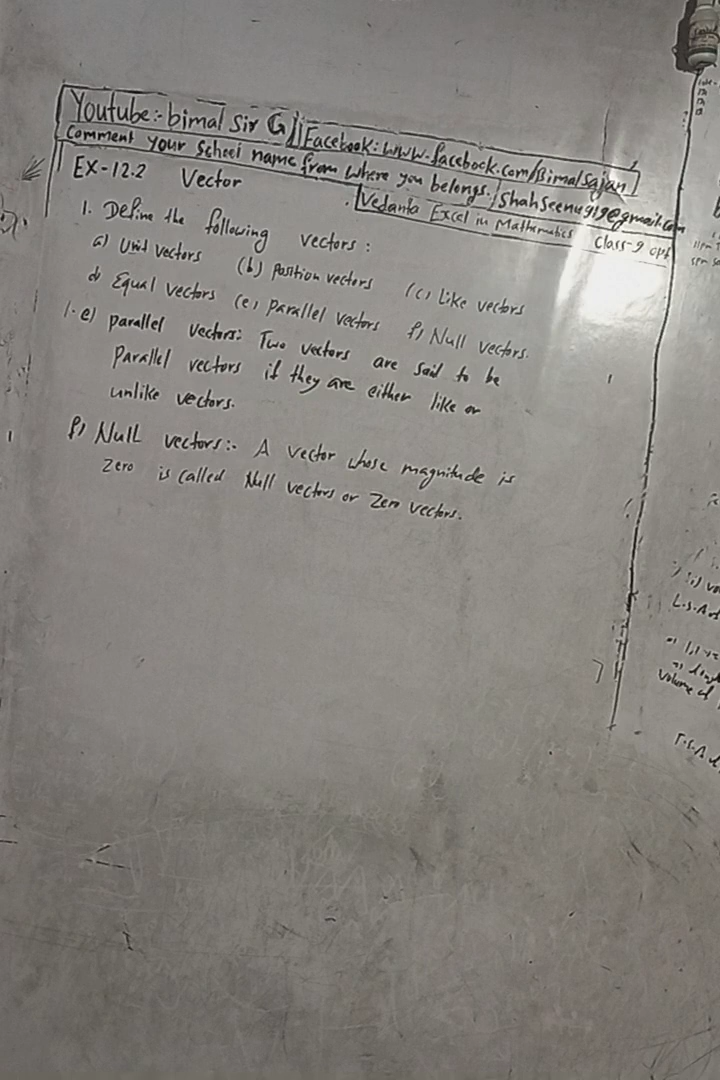 Youtube:- bimal Sir G || Facebook: www.facebook.com/Bimalsajan
Comment your School name from where you belongs. / Shahseenu919@gmail.com
EX-12.2 Vector
Vedanta Excel in Mathematics class-9 opt
1. Define the following vectors :
a) Unit vectors (b) Position vectors (c) Like vectors
d) Equal vectors (e) Parallel vectors f) Null vectors.
1. e) parallel vectors: Two vectors are said to be
Parallel vectors if they are either like or
unlike vectors.
f) Null vectors:- A vector whose magnitude is
Zero is called Null vectors or Zero vectors.
L.S.A of
Volume of
T.S.A of